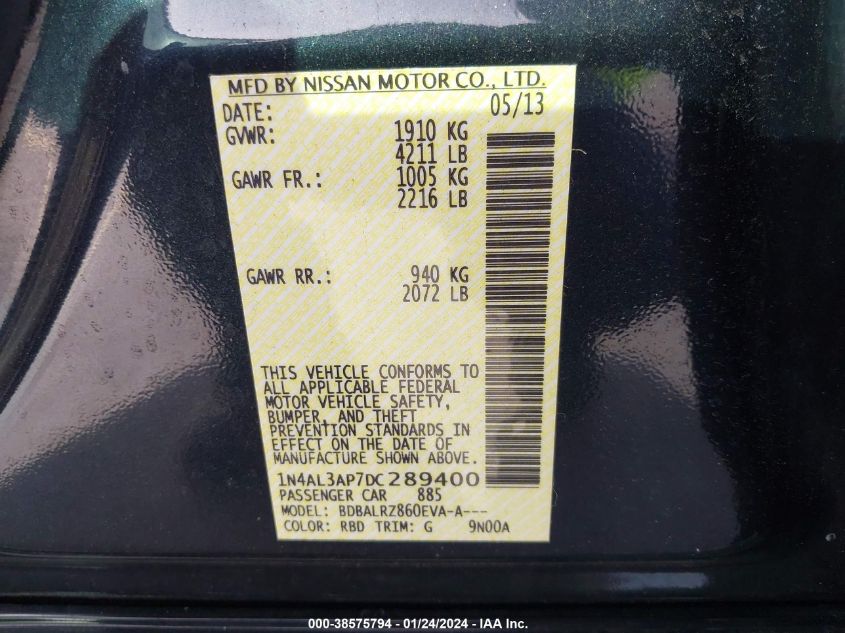 MFD BY NISSAN MOTOR CO., LTD.
DATE: 05/13
GVWR: 1910 KG
4211 LB
GAWR FR.: 1005 KG
2216 LB
GAWR RR.: 940 KG
2072 LB
THIS VEHICLE CONFORMS TO
ALL APPLICABLE FEDERAL
MOTOR VEHICLE SAFETY,
BUMPER, AND THEFT
PREVENTION STANDARDS IN
EFFECT ON THE DATE OF
MANUFACTURE SHOWN ABOVE.
1N4AL3AP7DC289400
PASSENGER CAR 885
MODEL: BDBALRZ860EVA-A---
COLOR: RBD TRIM: G 9N00A
000-38575794 - 01/24/2024 - IAA Inc.